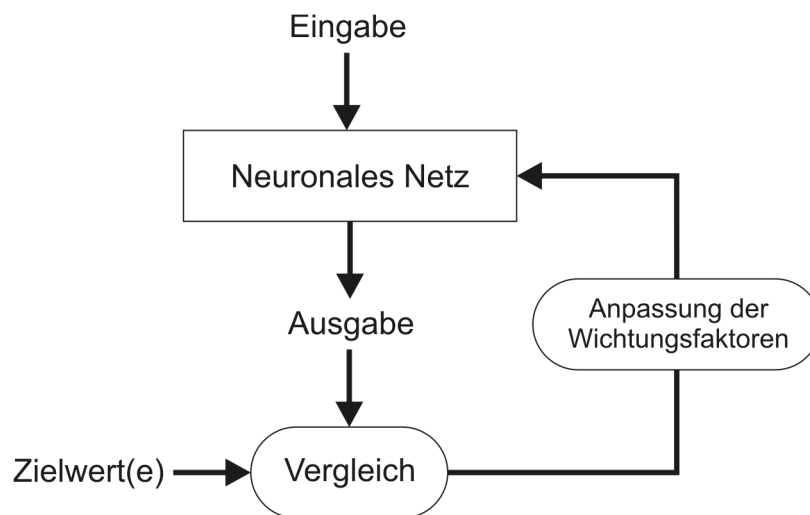 Eingabe
Neuronales Netz
Ausgabe
Anpassung der
Wichtungsfaktoren
Zielwert(e)
Vergleich